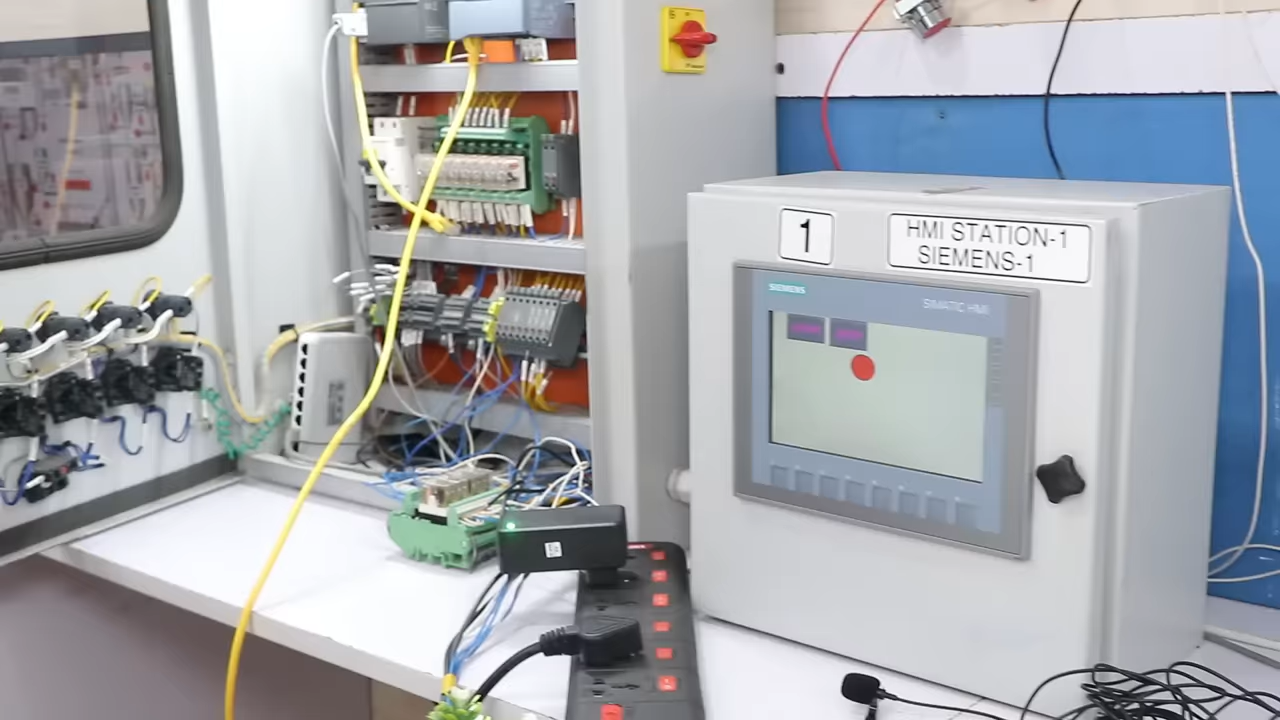 1
HMI STATION-1
SIEMENS-1
SIEMENS
SIMATIC HMI